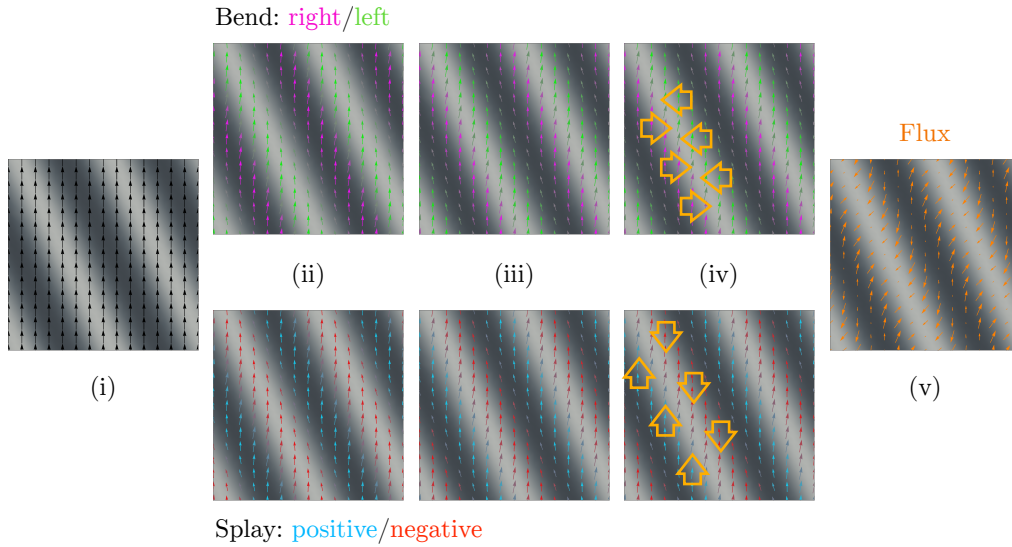 Bend: right/left
Flux
(ii)
(iii)
(iv)
(i)
(v)
Splay: positive/negative